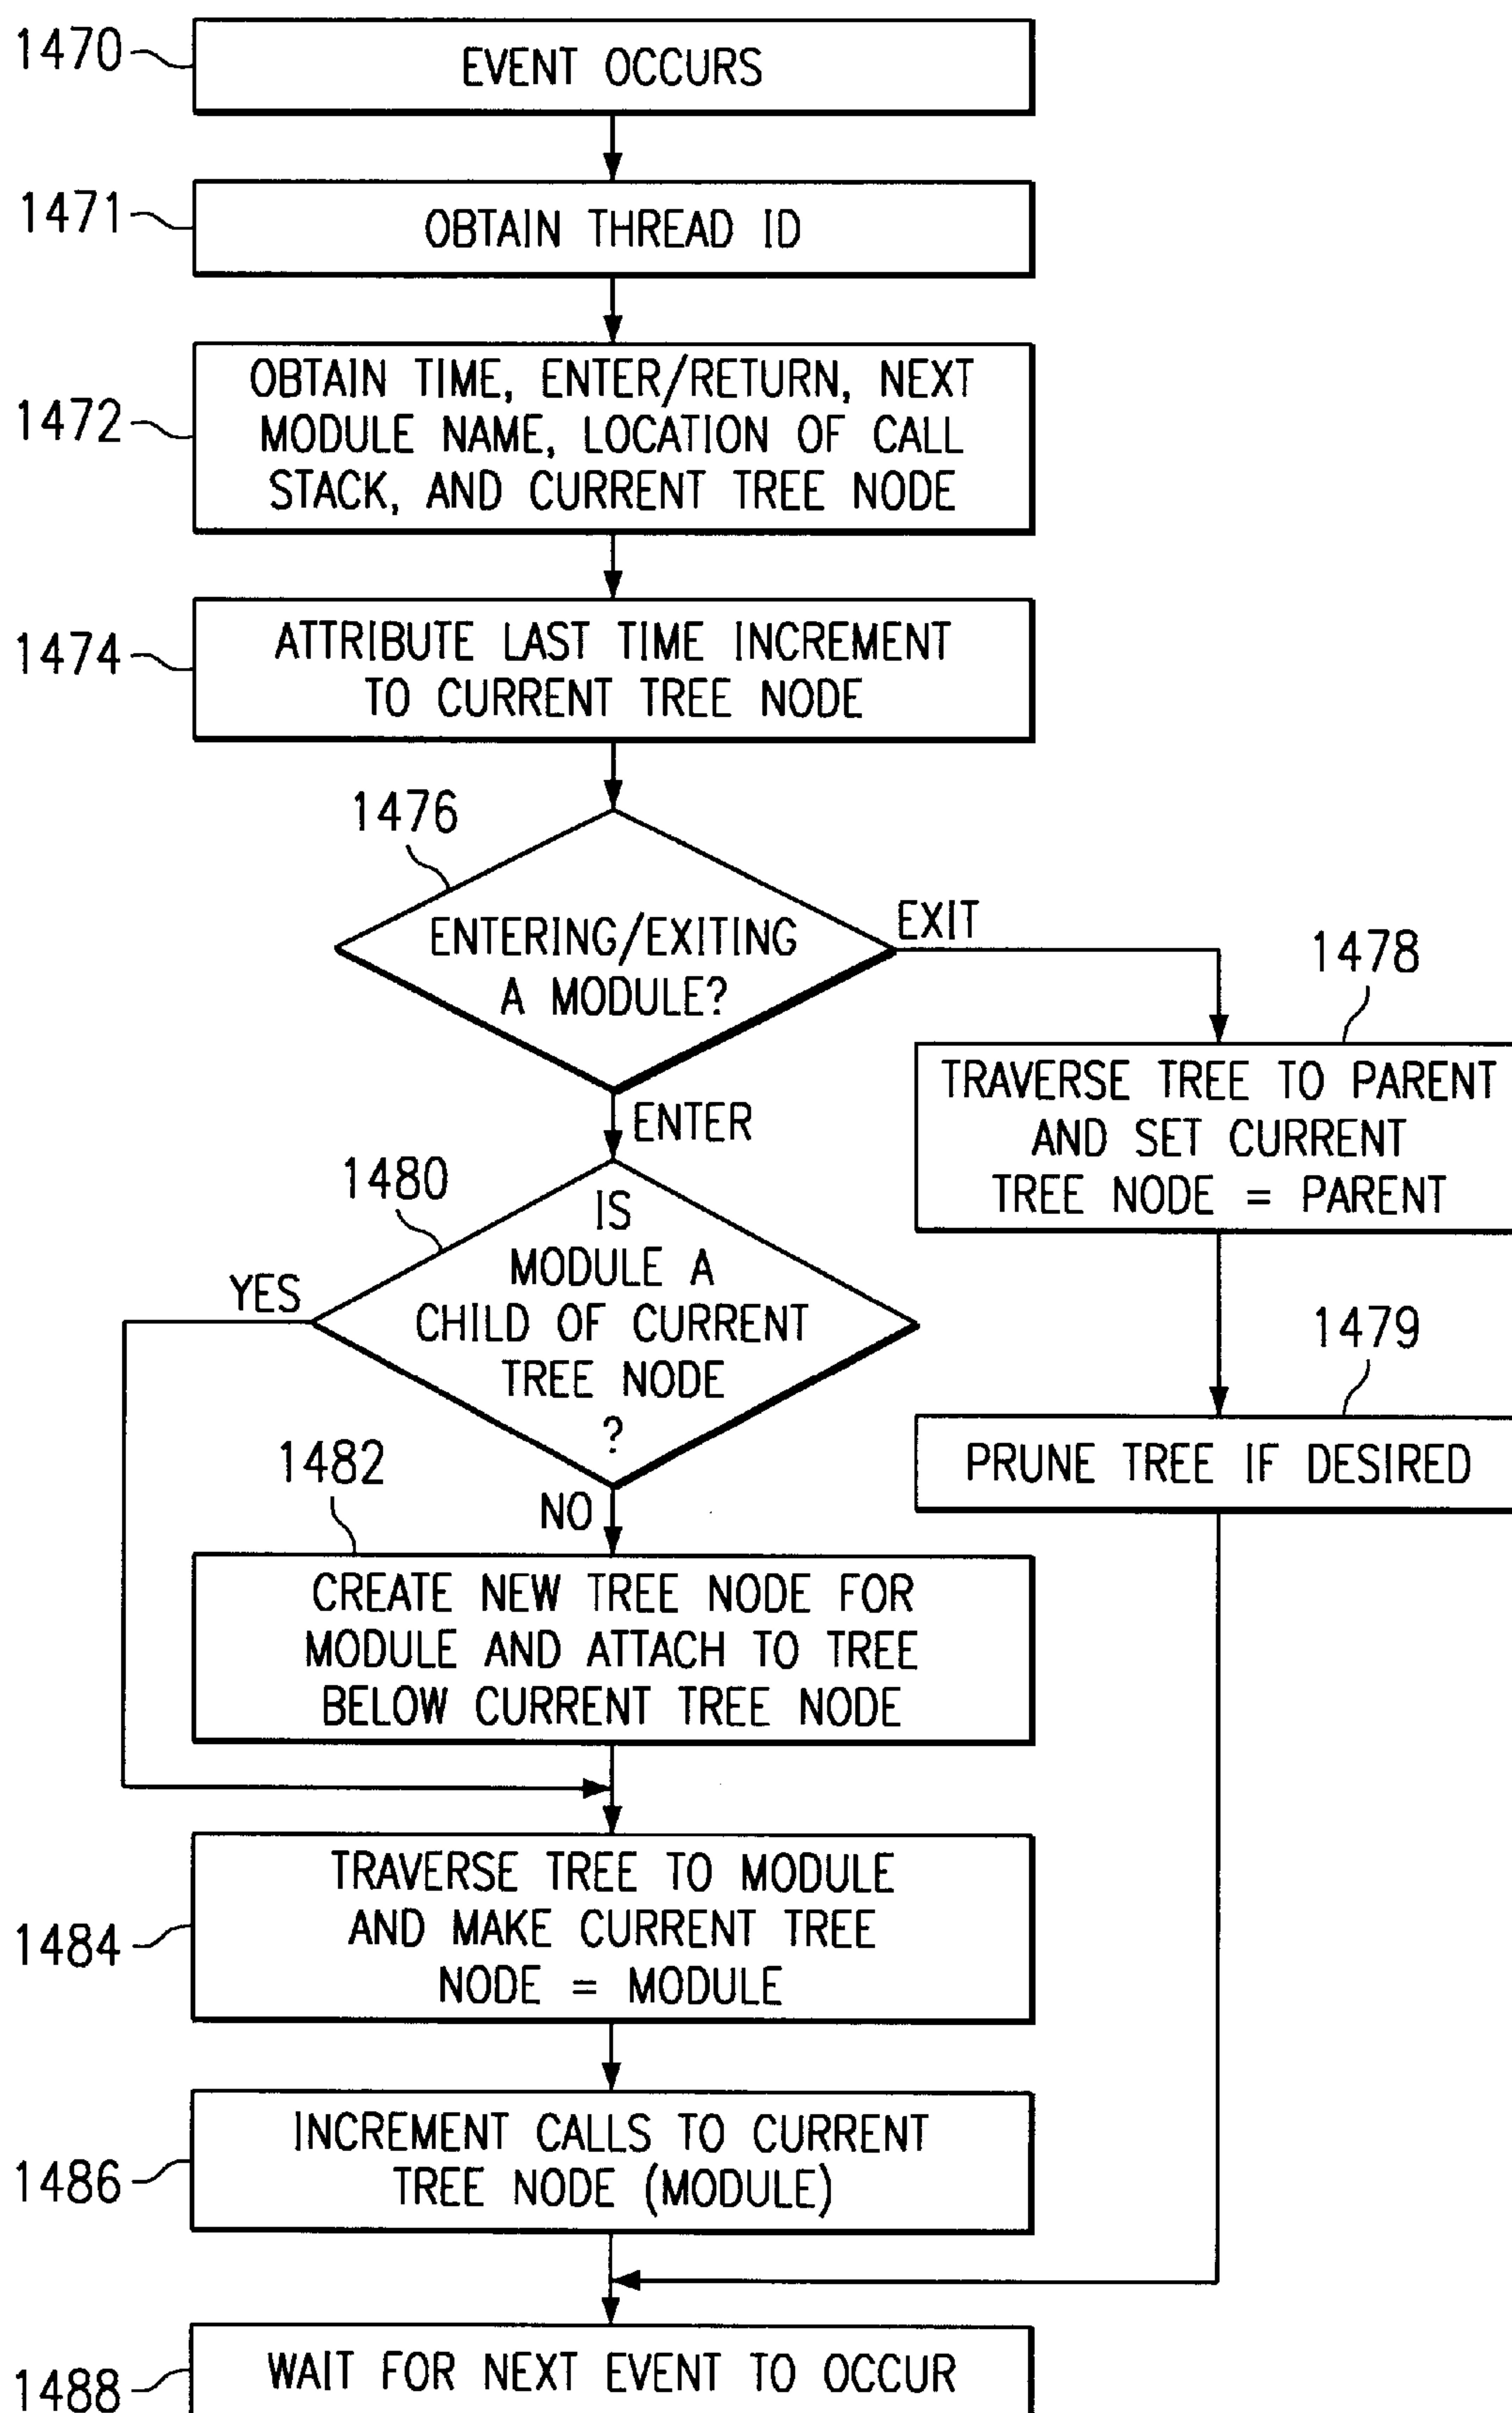 1470
EVENT OCCURS
1471
OBTAIN THREAD ID
1472
OBTAIN TIME, ENTER/RETURN, NEXT
MODULE NAME, LOCATION OF CALL
STACK, AND CURRENT TREE NODE
1474
ATTRIBUTE LAST TIME INCREMENT
TO CURRENT TREE NODE
1476
ENTERING/EXITING
A MODULE?
EXIT
1478
TRAVERSE TREE TO PARENT
AND SET CURRENT
TREE NODE = PARENT
1479
PRUNE TREE IF DESIRED
ENTER
1480
IS
MODULE A
CHILD OF CURRENT
TREE NODE
?
YES
NO
1482
CREATE NEW TREE NODE FOR
MODULE AND ATTACH TO TREE
BELOW CURRENT TREE NODE
1484
TRAVERSE TREE TO MODULE
AND MAKE CURRENT TREE
NODE = MODULE
1486
INCREMENT CALLS TO CURRENT
TREE NODE (MODULE)
1488
WAIT FOR NEXT EVENT TO OCCUR